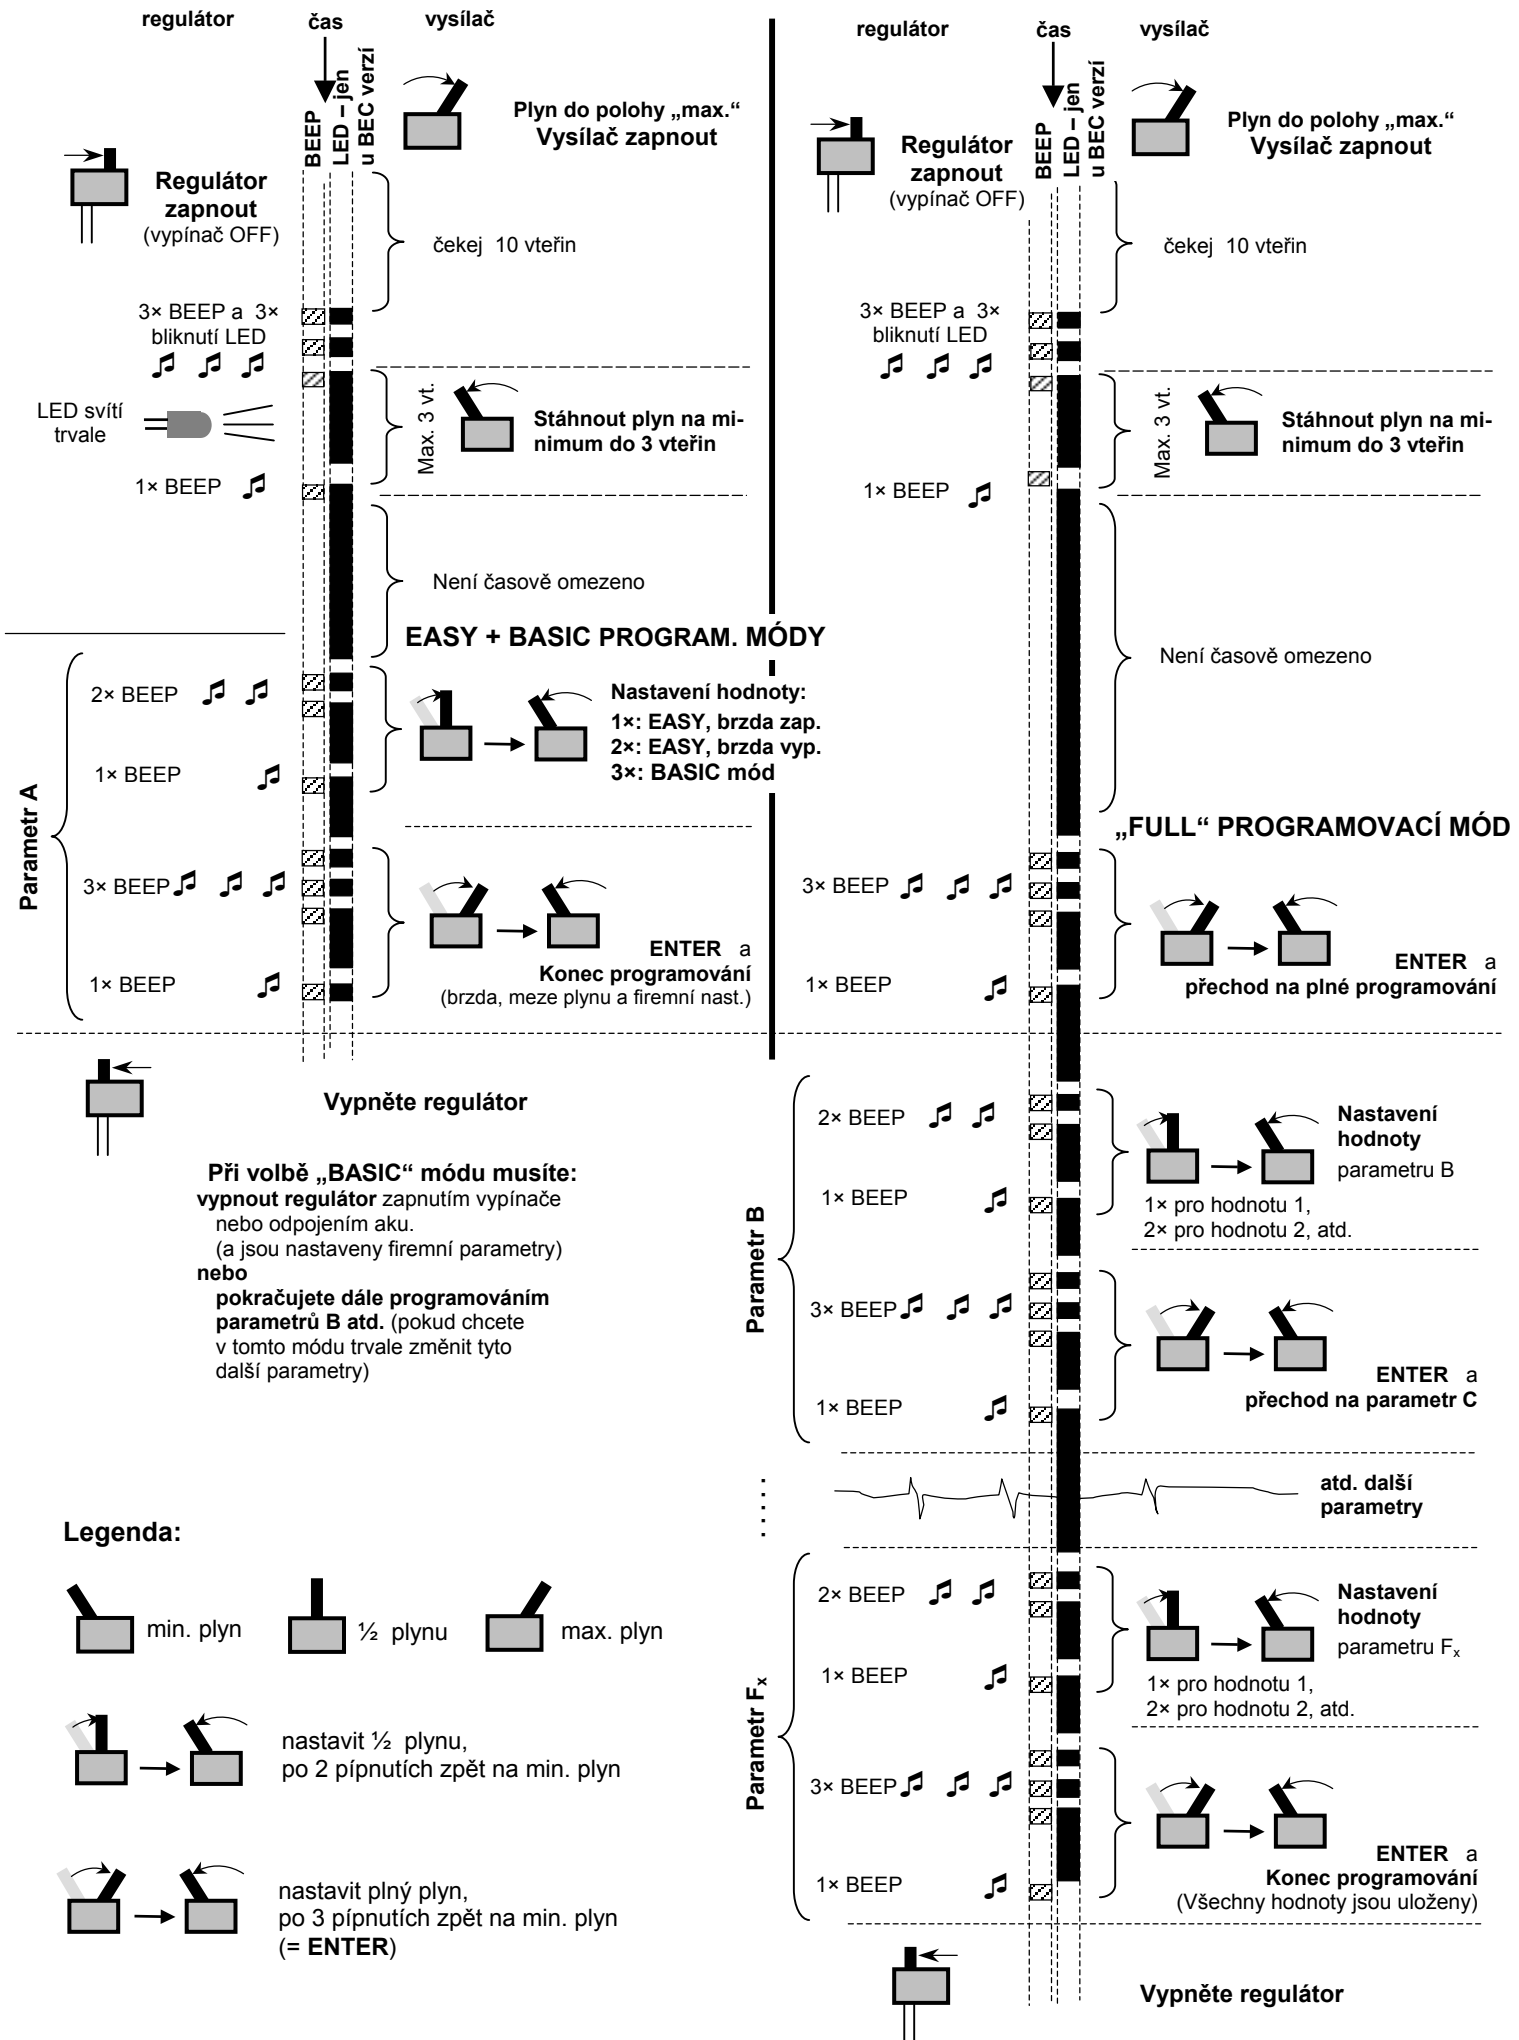 regulátor
čas
vysílač
BEEP
LED – jen
u BEC verzí
Plyn do polohy „max.“
Vysílač zapnout
Regulátor
zapnout
(vypínač OFF)
čekej 10 vteřin
3× BEEP a 3×
bliknutí LED
LED svítí
trvale
Max. 3 vt.
Stáhnout plyn na mi-
nimum do 3 vteřin
1× BEEP
Není časově omezeno
EASY + BASIC PROGRAM. MÓDY
Parametr A
2× BEEP
Nastavení hodnoty:
1×: EASY, brzda zap.
2×: EASY, brzda vyp.
3×: BASIC mód
1× BEEP
3× BEEP
ENTER a
Konec programování
(brzda, meze plynu a firemní nast.)
1× BEEP
Vypněte regulátor
Při volbě „BASIC“ módu musíte:
vypnout regulátor zapnutím vypínače
nebo odpojením aku.
(a jsou nastaveny firemní parametry)
nebo
pokračujete dále programováním
parametrů B atd. (pokud chcete
v tomto módu trvale změnit tyto
další parametry)
Legenda:
min. plyn
½ plynu
max. plyn
nastavit ½ plynu,
po 2 pípnutích zpět na min. plyn
nastavit plný plyn,
po 3 pípnutích zpět na min. plyn
(= ENTER)
regulátor
čas
vysílač
BEEP
LED – jen
u BEC verzí
Plyn do polohy „max.“
Vysílač zapnout
Regulátor
zapnout
(vypínač OFF)
čekej 10 vteřin
3× BEEP a 3×
bliknutí LED
Max. 3 vt.
Stáhnout plyn na mi-
nimum do 3 vteřin
1× BEEP
Není časově omezeno
„FULL“ PROGRAMOVACÍ MÓD
3× BEEP
ENTER a
přechod na plné programování
1× BEEP
Parametr B
2× BEEP
Nastavení
hodnoty
parametru B
1× pro hodnotu 1,
2× pro hodnotu 2, atd.
1× BEEP
3× BEEP
ENTER a
přechod na parametr C
1× BEEP
. . . . .
atd. další
parametry
Parametr Fx
2× BEEP
Nastavení
hodnoty
parametru Fx
1× pro hodnotu 1,
2× pro hodnotu 2, atd.
1× BEEP
3× BEEP
ENTER a
Konec programování
(Všechny hodnoty jsou uloženy)
1× BEEP
Vypněte regulátor